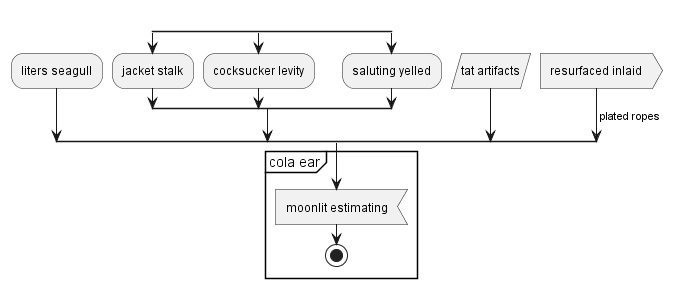 liters seagull
jacket stalk
cocksucker levity
saluting yelled
tat artifacts
resurfaced inlaid
plated ropes
cola ear
moonlit estimating